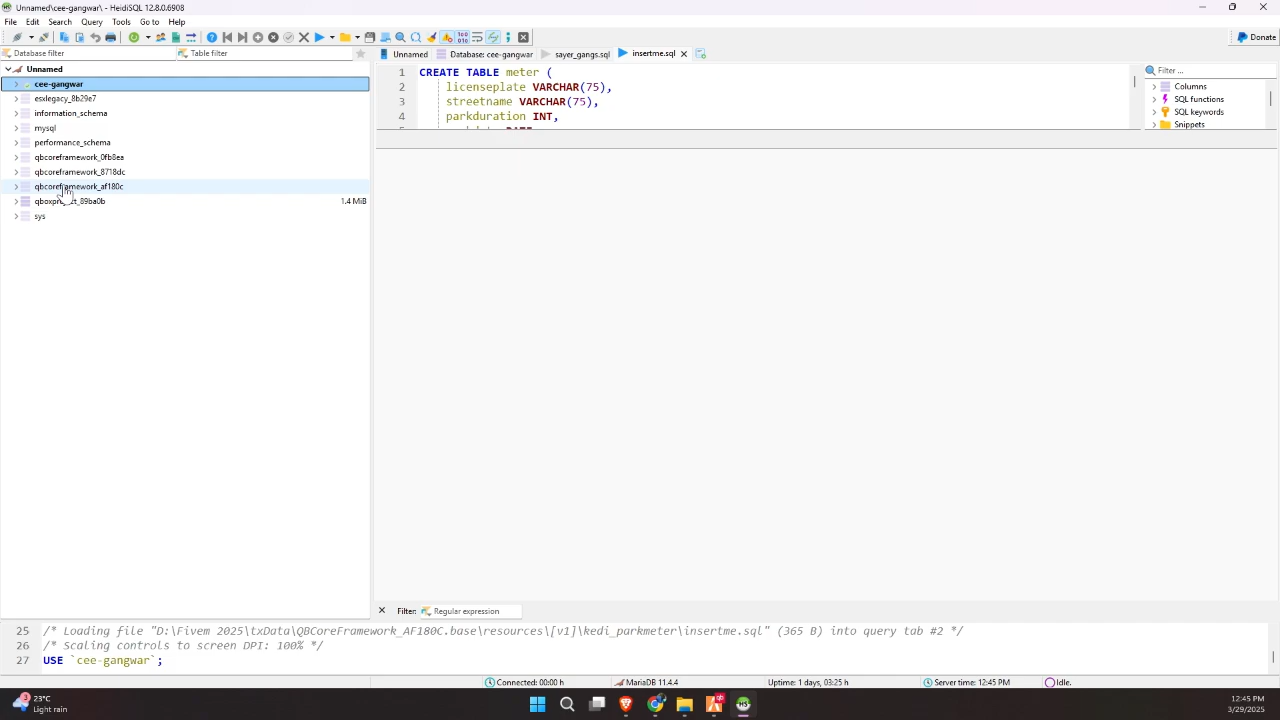 Unnamed\cee-gangwar\ - HeidiSQL 12.8.0.6908
File Edit Search Query Tools Go to Help
Donate
Database filter
Table filter
Unnamed
Database: cee-gangwar
sayer_gangs.sql
insertme.sql
Unnamed
cee-gangwar
esxlegacy_8b29e7
information_schema
mysql
performance_schema
qbcoreframework_0fb8ea
qbcoreframework_8718dc
qbcoreframework_af180c
1.4 MiB
sys
1 CREATE TABLE meter (
2 licenseplate VARCHAR(75),
3 streetname VARCHAR(75),
4 parkduration INT,
Filter ...
Columns
SQL functions
SQL keywords
Snippets
Filter: Regular expression
25 /* Loading file "D:\Fivem 2025\txData\QBCoreFramework_AF180C.base\resources\[v1]\kedi_parkmeter\insertme.sql" (365 B) into query tab #2 */
26 /* Scaling controls to screen DPI: 100% */
27 USE `cee-gangwar`;
Connected: 00:00 h
MariaDB 11.4.4
Uptime: 1 days, 03:25 h
Server time: 12:45 PM
Idle.
3
23°C
Light rain
12:45 PM
3/29/2025